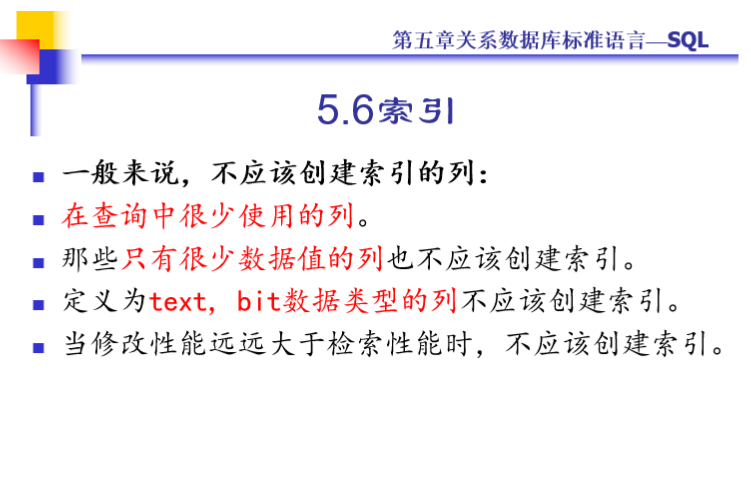 第五章关系数据库标准语言—SQL
5.6索引
一般来说，不应该创建索引的列：
在查询中很少使用的列。
那些只有很少数据值的列也不应该创建索引。
定义为text, bit数据类型的列不应该创建索引。
当修改性能远远大于检索性能时，不应该创建索引。